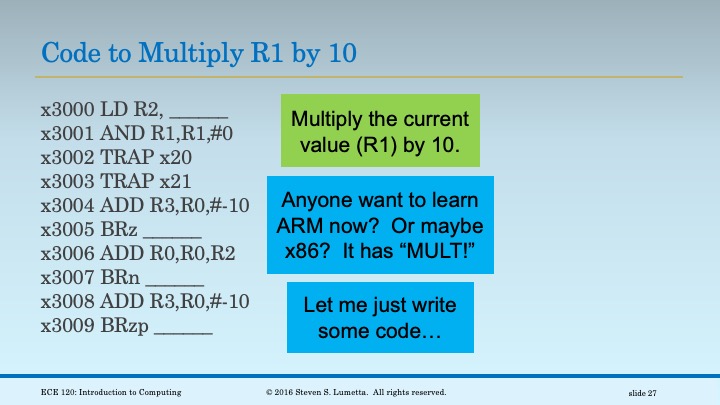 Code to Multiply R1 by 10
x3000 LD R2, ______
x3001 AND R1,R1,#0
x3002 TRAP x20
x3003 TRAP x21
x3004 ADD R3,R0,#-10
x3005 BRz ______
x3006 ADD R0,R0,R2
x3007 BRn ______
x3008 ADD R3,R0,#-10
x3009 BRzp ______
Multiply the current
value (R1) by 10.
Anyone want to learn
ARM now?  Or maybe
x86?  It has “MULT!”
Let me just write
some code…
ECE 120: Introduction to Computing
© 2016 Steven S. Lumetta.  All rights reserved.
slide 27